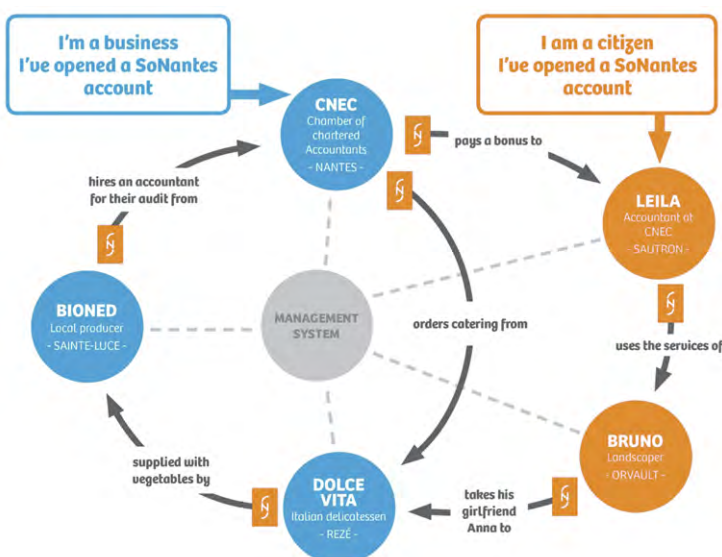 I'm a business
I've opened a SoNantes
account
I am a citizen
I've opened a SoNantes
account
CNEC
Chamber of
chartered
Accountants
- NANTES -
pays a bonus to
hires an accountant
for their audit from
LEILA
Accountant at
CNEC
- SAUTRON -
BIONED
Local producer
- SAINTE-LUCE -
MANAGEMENT
SYSTEM
orders catering from
uses the services of
BRUNO
Landscaper
- ORVAULT -
supplied with
vegetables by
DOLCE
VITA
Italian delicatessen
- REZÉ -
takes his
girlfriend
Anna to